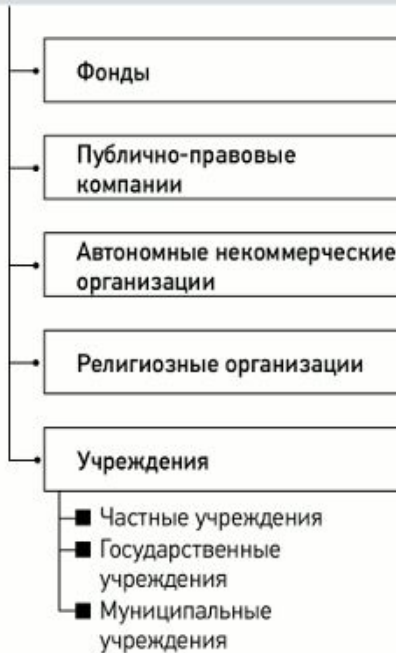 Фонды
Публично-правовые
компании
Автономные некоммерческие
организации
Религиозные организации
Учреждения
Частные учреждения
Государственные
учреждения
Муниципальные
учреждения